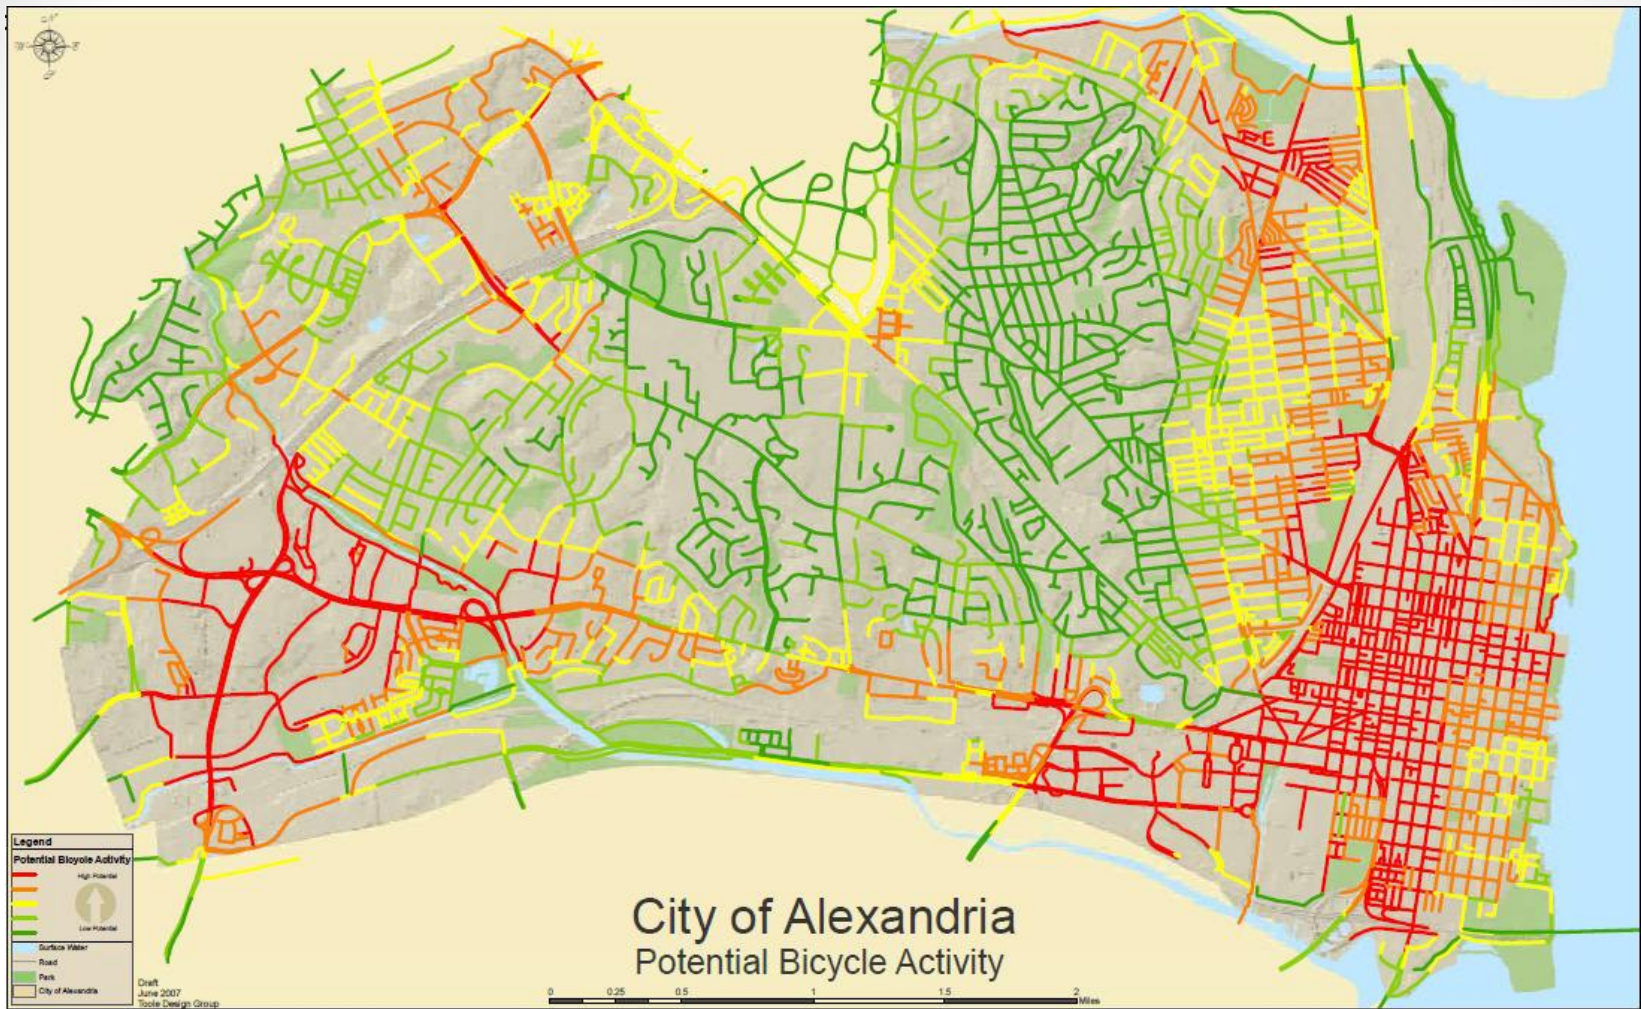 City of Alexandria
Potential Bicycle Activity
Legend
Potential Bicycle Activity
High Potential
Low Potential
Surface Water
Road
Park
City of Alexandria
Draft
June 2007
Toole Design Group
0 0.25 0.5 1 1.5 2
Miles